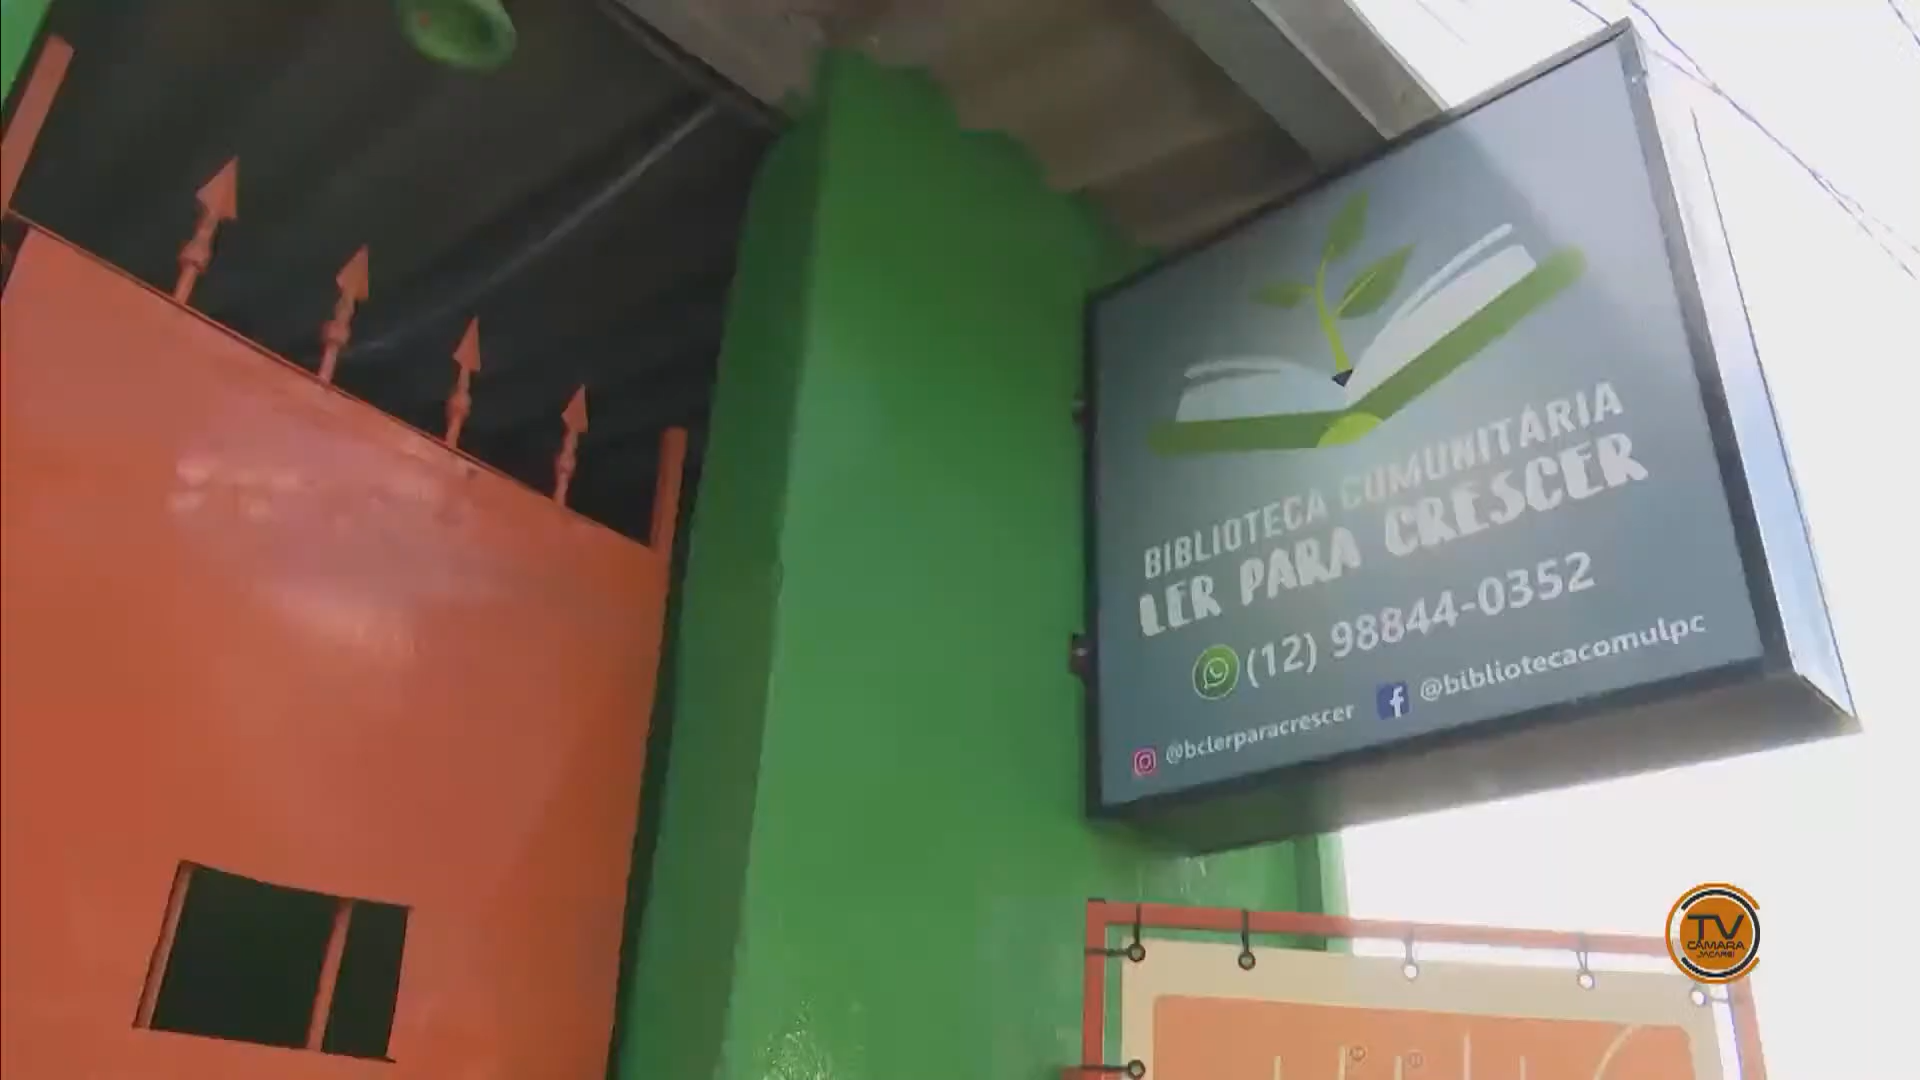 BIBLIOTECA COMUNITÁRIA
LER PARA CRESCER
(12) 98844-0352
@bclerparacrescer @bibliotecacomulpc
TV
CÂMARA
JACAREÍ